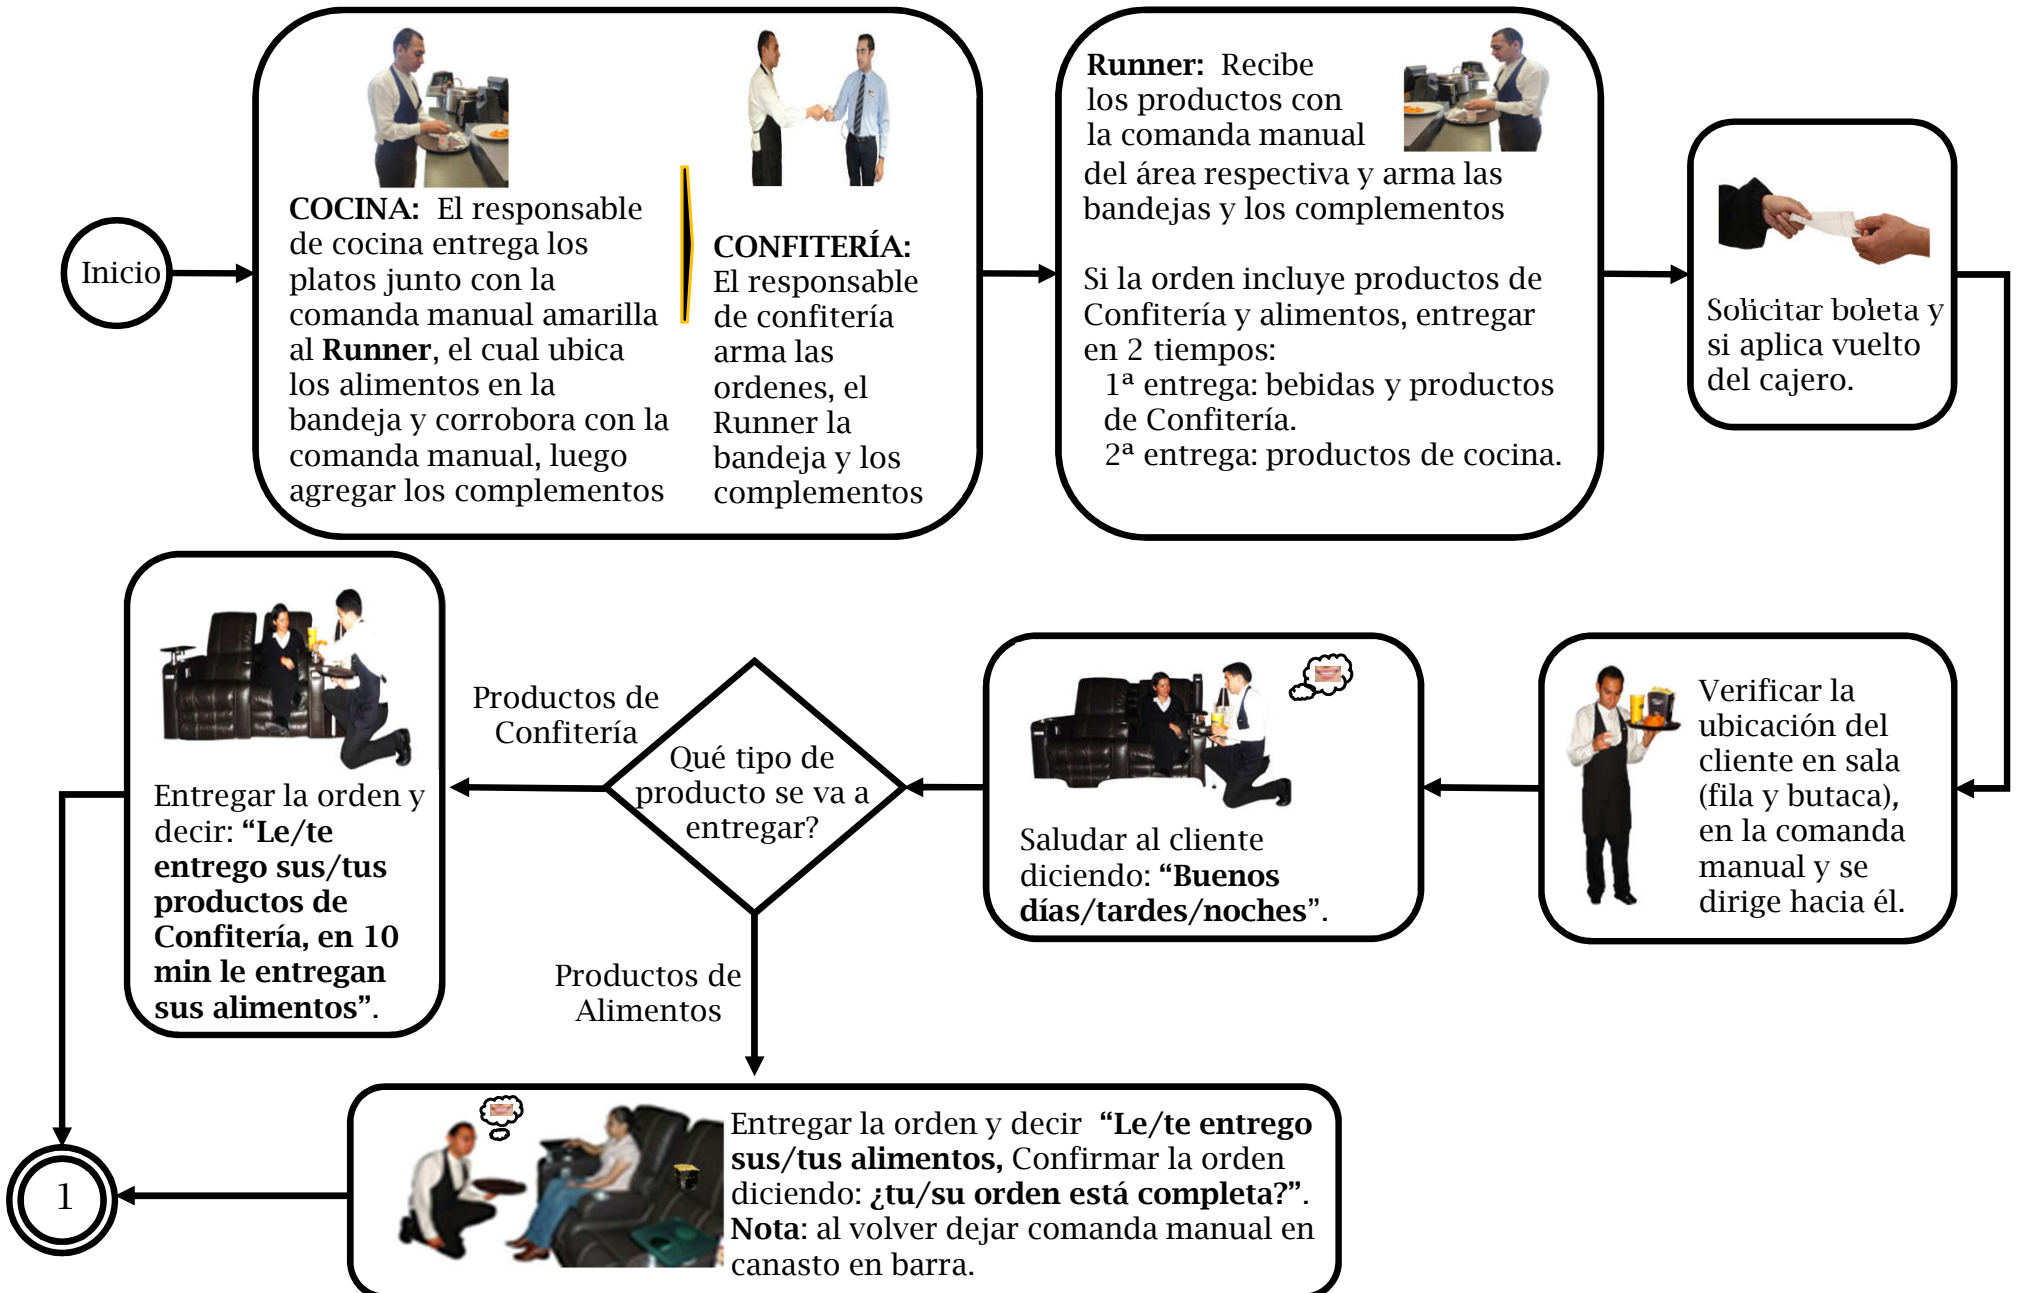 Inicio
COCINA: El responsable
de cocina entrega los
platos junto con la
comanda manual amarilla
al Runner, el cual ubica
los alimentos en la
bandeja y corrobora con la
comanda manual, luego
agregar los complementos
CONFITERÍA:
El responsable
de confitería
arma las
ordenes, el
Runner la
bandeja y los
complementos
Runner: Recibe
los productos con
la comanda manual
del área respectiva y arma las
bandejas y los complementos
Si la orden incluye productos de
Confitería y alimentos, entregar
en 2 tiempos:
1ª entrega: bebidas y productos
de Confitería.
2ª entrega: productos de cocina.
Solicitar boleta y
si aplica vuelto
del cajero.
Verificar la
ubicación del
cliente en sala
(fila y butaca),
en la comanda
manual y se
dirige hacia él.
Saludar al cliente
diciendo: “Buenos
días/tardes/noches”.
Qué tipo de
producto se va a
entregar?
Productos de
Confitería
Entregar la orden y
decir: “Le/te
entrego sus/tus
productos de
Confitería, en 10
min le entregan
sus alimentos”.
Productos de
Alimentos
Entregar la orden y decir “Le/te entrego
sus/tus alimentos, Confirmar la orden
diciendo: ¿tu/su orden está completa?”.
Nota: al volver dejar comanda manual en
canasto en barra.
1